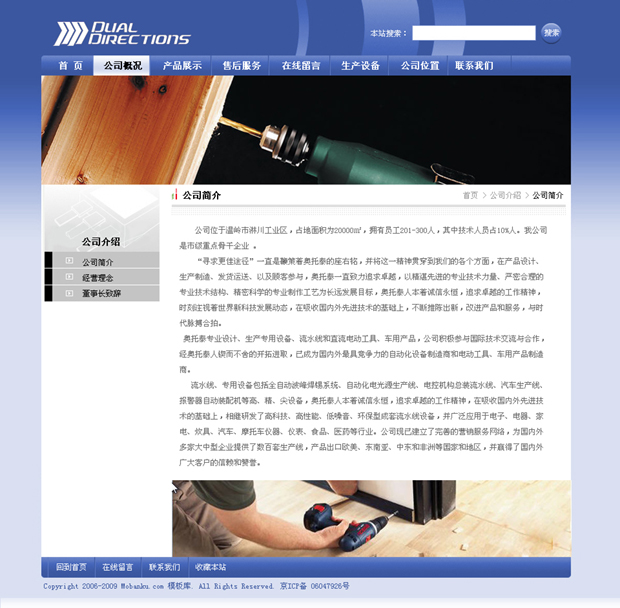 DUAL
DIRECTIONS
本站搜索：
搜索
首 页 公司概况 产品展示 售后服务 在线留言 生产设备 公司位置 联系我们
公司简介
首页 > 公司介绍 > 公司简介
公司介绍
公司简介
经营理念
董事长致辞
公司位于温岭市淋川工业区，占地面积为20000㎡，拥有员工201-300人，其中技术人员占10%人。我公司
是市级重点骨干企业 。
“寻求更佳途径”一直是鞭策着奥托泰的座右铭，并将这一精神贯穿到我们的各个方面，在产品设计、
生产制造、发货运送、以及顾客参与，奥托泰一直致力追求卓越，以精湛先进的专业技术力量、严密合理的
专业技术结构、精密科学的专业制作工艺为长远发展目标，奥托泰人本著诚信永恒，追求卓越的工作精神，
时刻注视著世界新科技发展动态，在吸收国内外先进技术的基础上，不断推陈出新，改进产品和服务，与时
代脉搏合拍。
奥托泰专业设计、生产专用设备、流水线和直流电动工具、车用产品，公司积极参与国际技术交流与合作，
经奥托泰人锲而不舍的开拓进取，已成为国内外最具竞争力的自动化设备制造商和电动工具、车用产品制造
商。
流水线、专用设备包括全自动波峰焊锡系统、自动化电光源生产线、电控机构总装流水线、汽车生产线、
报警器自动装配机等高、精、尖设备，奥托泰人本著诚信永恒，追求卓越的工作精神，在吸收国内外先进技
术的基础上，相继研发了高科技、高性能、低噪音、环保型成套流水线设备，并广泛应用于电子、电器、家
电、炊具、汽车、摩托车仪器、仪表、食品、医药等行业。公司现已建立了完善的营销服务网络，为国内外
多家大中型企业提供了数百套生产线，产品出口欧美、东南亚、中东和非洲等国家和地区，并赢得了国内外
广大客户的信赖和赞誉。
回到首页 在线留言 联系我们 收藏本站
Copyright 2006-2009 Mobanku.com 模板库. All Rights Reserved. 京ICP备 06047926号